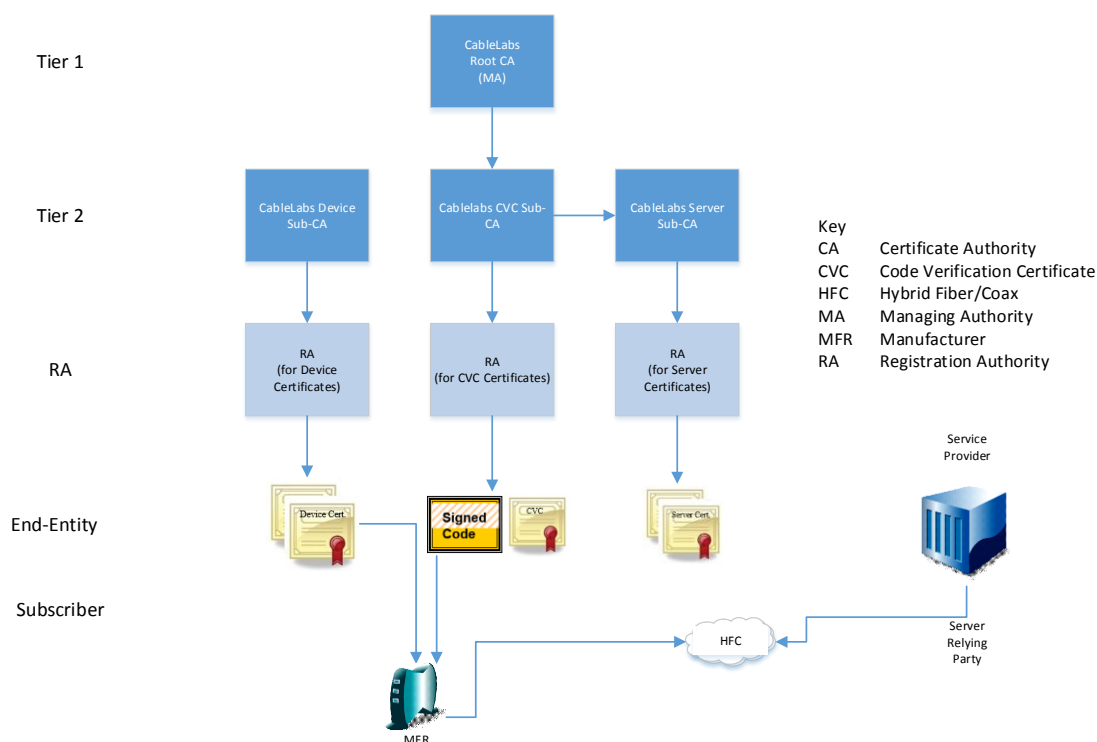 Tier 1
CableLabs
Root CA
(MA)
Tier 2
CableLabs Device
Sub-CA
Cablelabs CVC Sub-
CA
CableLabs Server
Sub-CA
Key
CA Certificate Authority
CVC Code Verification Certificate
HFC Hybrid Fiber/Coax
MA Managing Authority
MFR Manufacturer
RA Registration Authority
RA
RA
(for Device
Certificates)
RA
(for CVC Certificates)
RA
(for Server
Certificates)
Service
Provider
End-Entity
Device Cert.
Signed
Code
CVC
Server Cert.
Subscriber
HFC
Server
Relying
Party
MFR